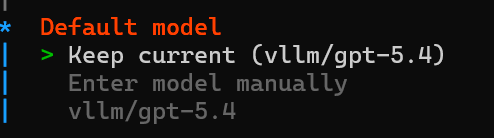 * Default model
> Keep current (vllm/gpt-5.4)
Enter model manually
vllm/gpt-5.4